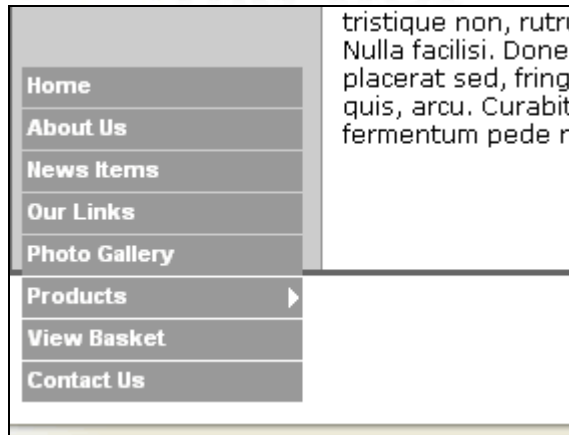 tristique non, rutr
Nulla facilisi. Done
placerat sed, fring
quis, arcu. Curabit
fermentum pede
Home
About Us
News Items
Our Links
Photo Gallery
Products
View Basket
Contact Us